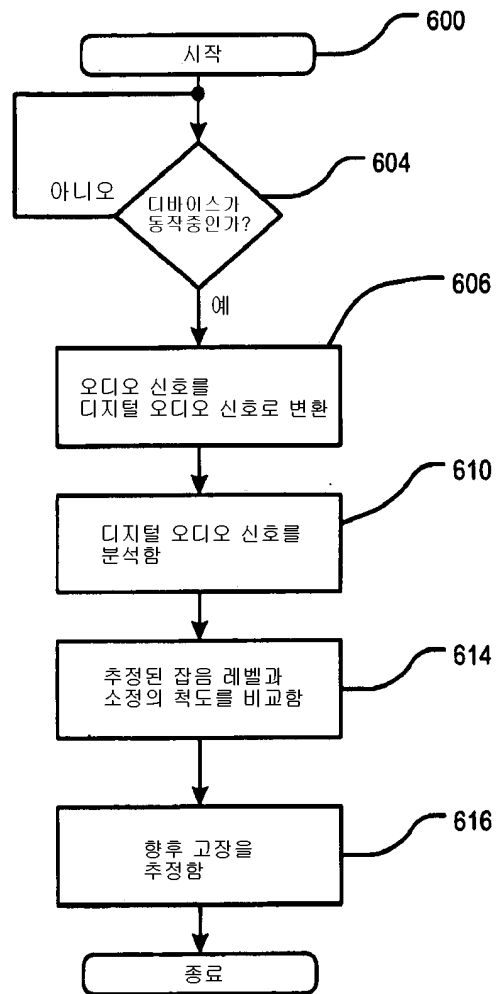 600
시작
604
아니오
디바이스가
동작중인가?
예
606
오디오 신호를
디지털 오디오 신호로 변환
610
디지털 오디오 신호를
분석함
614
추정된 잡음 레벨과
소정의 척도를 비교함
616
향후 고장을
추정함
종료